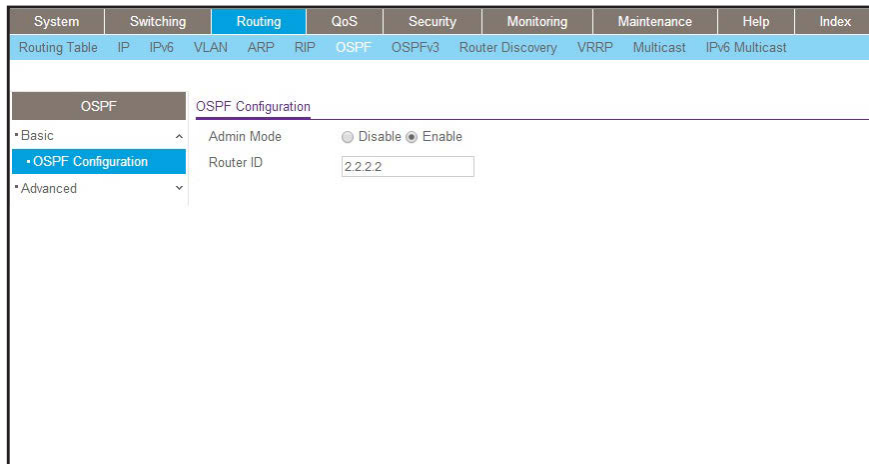 System Switching Routing QoS Security Monitoring Maintenance Help Index
Routing Table IP IPv6 VLAN ARP RIP OSPF OSPFv3 Router Discovery VRRP Multicast IPv6 Multicast
OSPF
Basic
OSPF Configuration
Advanced
OSPF Configuration
Admin Mode Disable Enable
Router ID 2.2.2.2